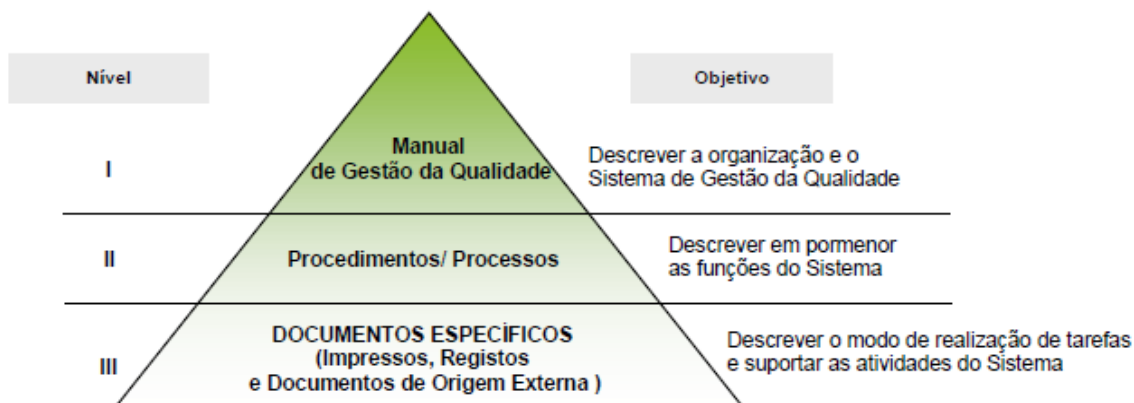 Nível
Objetivo
I
Manual
de Gestão da Qualidade
Descrever a organização e o
Sistema de Gestão da Qualidade
II
Procedimentos/ Processos
Descrever em pormenor
as funções do Sistema
III
DOCUMENTOS ESPECÍFICOS
(Impressos, Registos
e Documentos de Origem Externa )
Descrever o modo de realização de tarefas
e suportar as atividades do Sistema